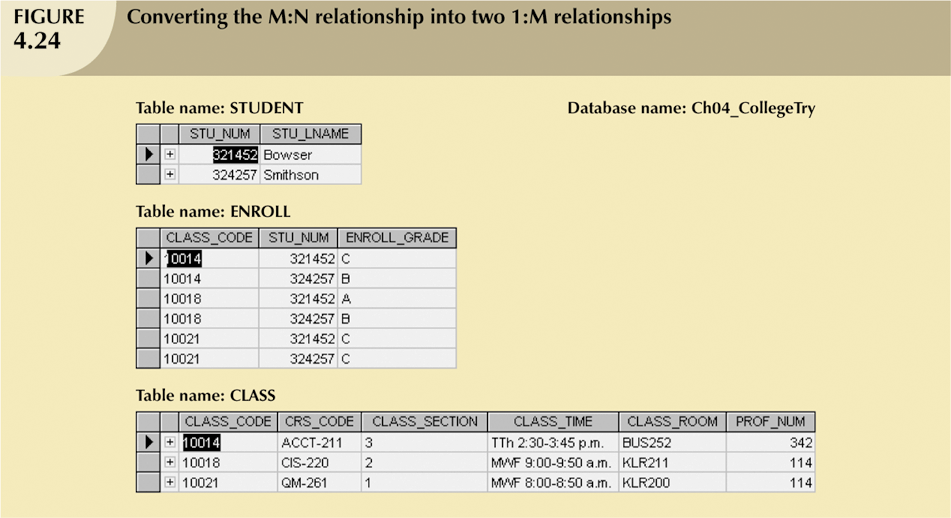 FIGURE 4.24
Converting the M:N relationship into two 1:M relationships
Table name: STUDENT
Database name: Ch04_CollegeTry
STU_NUM STU_LNAME
321452 Bowser
324257 Smithson
Table name: ENROLL
CLASS_CODE STU_NUM ENROLL_GRADE
10014 321452 C
10014 324257 B
10018 321452 A
10018 324257 B
10021 321452 C
10021 324257 C
Table name: CLASS
CLASS_CODE CRS_CODE CLASS_SECTION CLASS_TIME CLASS_ROOM PROF_NUM
10014 ACCT-211 3 TTh 2:30-3:45 p.m. BUS252 342
10018 CIS-220 2 MWF 9:00-9:50 a.m. KLR211 114
10021 QM-261 1 MWF 8:00-8:50 a.m. KLR200 114